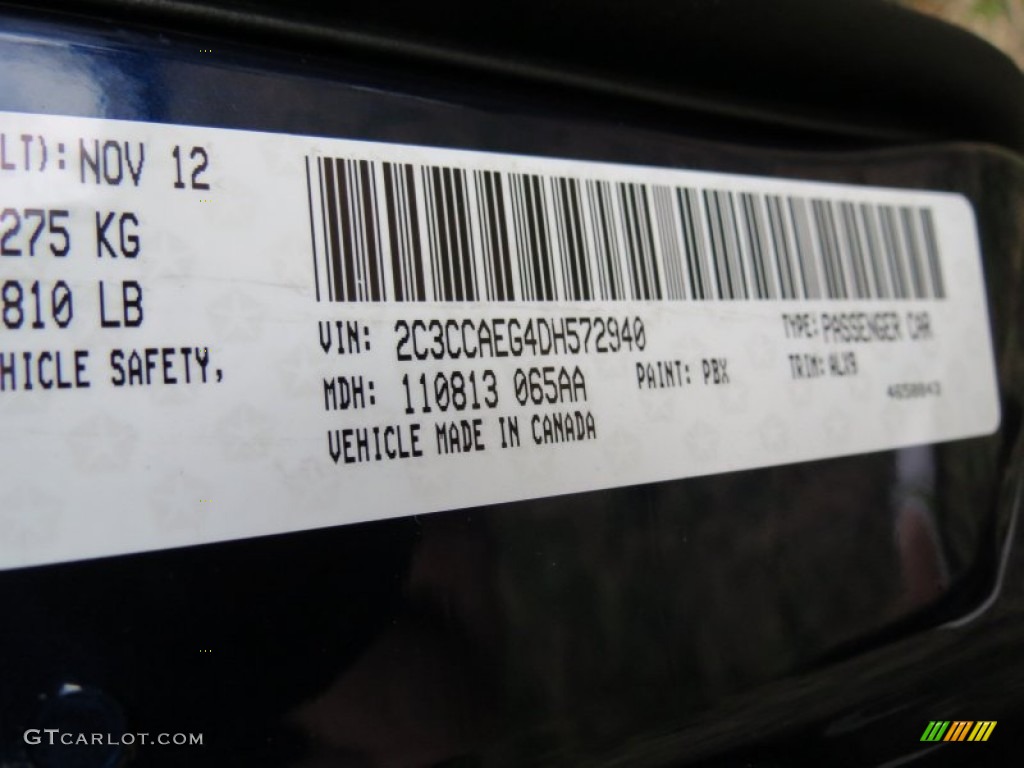 LT): NOV 12
275 KG
810 LB
HICLE SAFETY,
VIN: 2C3CCAEG4DH572940
TYPE: PASSENGER CAR
MDH: 110813 065AA
PAINT: PBX
TRIM: ALX9
VEHICLE MADE IN CANADA
GTCARLOT.COM